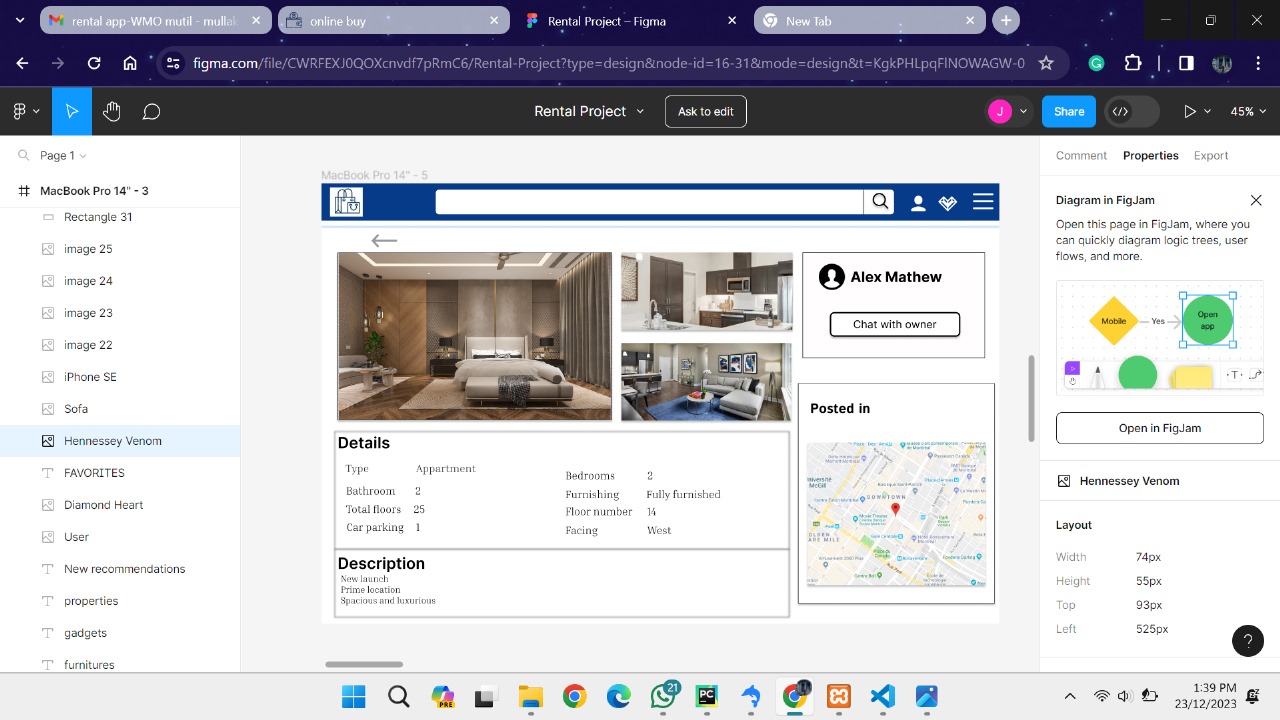 rental app-WMO mutil - mullak
online buy
Rental Project – Figma
New Tab
figma.com/file/CWRFEXJ0QOXcnvdf7pRmC6/Rental-Project?type=design&node-id=16-31&mode=design&t=KgkPHLpqFlNOWAGW-0
Rental Project
Ask to edit
J
Share
45%
Page 1
MacBook Pro 14" - 3
Rectangle 31
image 25
image 24
image 23
image 22
iPhone SE
Sofa
Hennessey Venom
FAVORITES
Diamond Heart
User
New recommendations
properties
gadgets
furnitures
MacBook Pro 14" - 5
Alex Mathew
Chat with owner
Posted in
DOWNTOWN
Details
Type Appartment
Bathroom 2
Total floors 25
Car parking 1
Bedrooms 2
Furnishing Fully furnished
Floor number 14
Facing West
Description
New launch
Prime location
Spacious and luxurious
Comment Properties Export
Diagram in FigJam
Open this page in FigJam, where you
can quickly diagram logic trees, user
flows, and more.
Mobile
Yes
Open
app
Open in FigJam
Hennessey Venom
Layout
Width 74px
Height 55px
Top 93px
Left 525px
?
PRE
21
PC
1:39 PM
23/12/2023